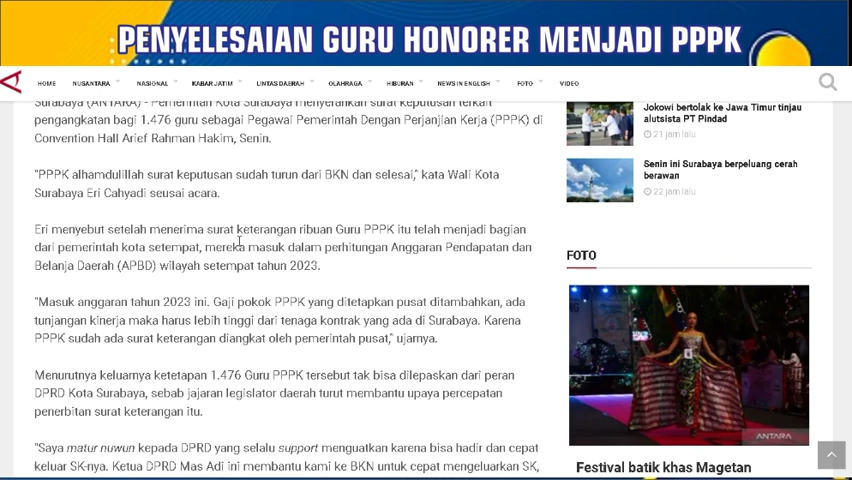 PENYELESAIAN GURU HONORER MENJADI PPPK
HOME NUSANTARA NASIONAL KABAR JATIM LINTAS DAERAH OLAHRAGA HIBURAN NEWS IN ENGLISH FOTO VIDEO
Surabaya (ANTARA) - Pemerintah Kota Surabaya menyerahkan surat keputusan terkait
pengangkatan bagi 1.476 guru sebagai Pegawai Pemerintah Dengan Perjanjian Kerja (PPPK) di
Convention Hall Arief Rahman Hakim, Senin.
"PPPK alhamdulillah surat keputusan sudah turun dari BKN dan selesai," kata Wali Kota
Surabaya Eri Cahyadi seusai acara.
Eri menyebut setelah menerima surat keterangan ribuan Guru PPPK itu telah menjadi bagian
dari pemerintah kota setempat, mereka masuk dalam perhitungan Anggaran Pendapatan dan
Belanja Daerah (APBD) wilayah setempat tahun 2023.
"Masuk anggaran tahun 2023 ini. Gaji pokok PPPK yang ditetapkan pusat ditambahkan, ada
tunjangan kinerja maka harus lebih tinggi dari tenaga kontrak yang ada di Surabaya. Karena
PPPK sudah ada surat keterangan diangkat oleh pemerintah pusat," ujarnya.
Menurutnya keluarnya ketetapan 1.476 Guru PPPK tersebut tak bisa dilepaskan dari peran
DPRD Kota Surabaya, sebab jajaran legislator daerah turut membantu upaya percepatan
penerbitan surat keterangan itu.
"Saya matur nuwun kepada DPRD yang selalu support menguatkan karena bisa hadir dan cepat
keluar SK-nya. Ketua DPRD Mas Adi ini membantu kami ke BKN untuk cepat mengeluarkan SK,
Jokowi bertolak ke Jawa Timur tinjau
alutsista PT Pindad
21 jam lalu
Senin ini Surabaya berpeluang cerah
berawan
22 jam lalu
FOTO
ANTARA
Festival batik khas Magetan